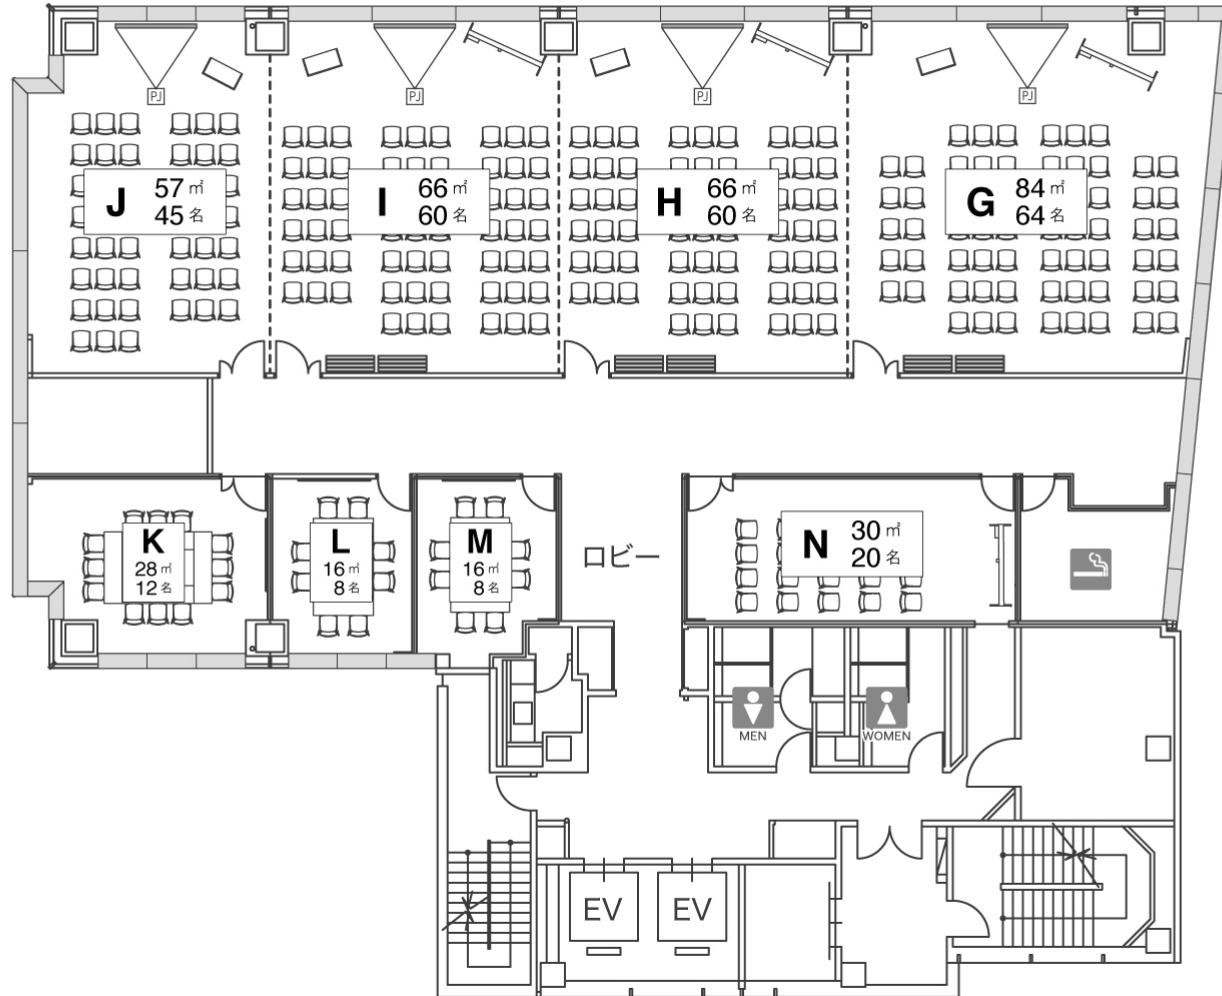 PJ
PJ
PJ
PJ
J 57㎡
45名
I 66㎡
60名
H 66㎡
60名
G 84㎡
64名
K
28㎡
12名
L
16㎡
8名
M
16㎡
8名
ロビー
N 30㎡
20名
MEN
WOMEN
EV
EV